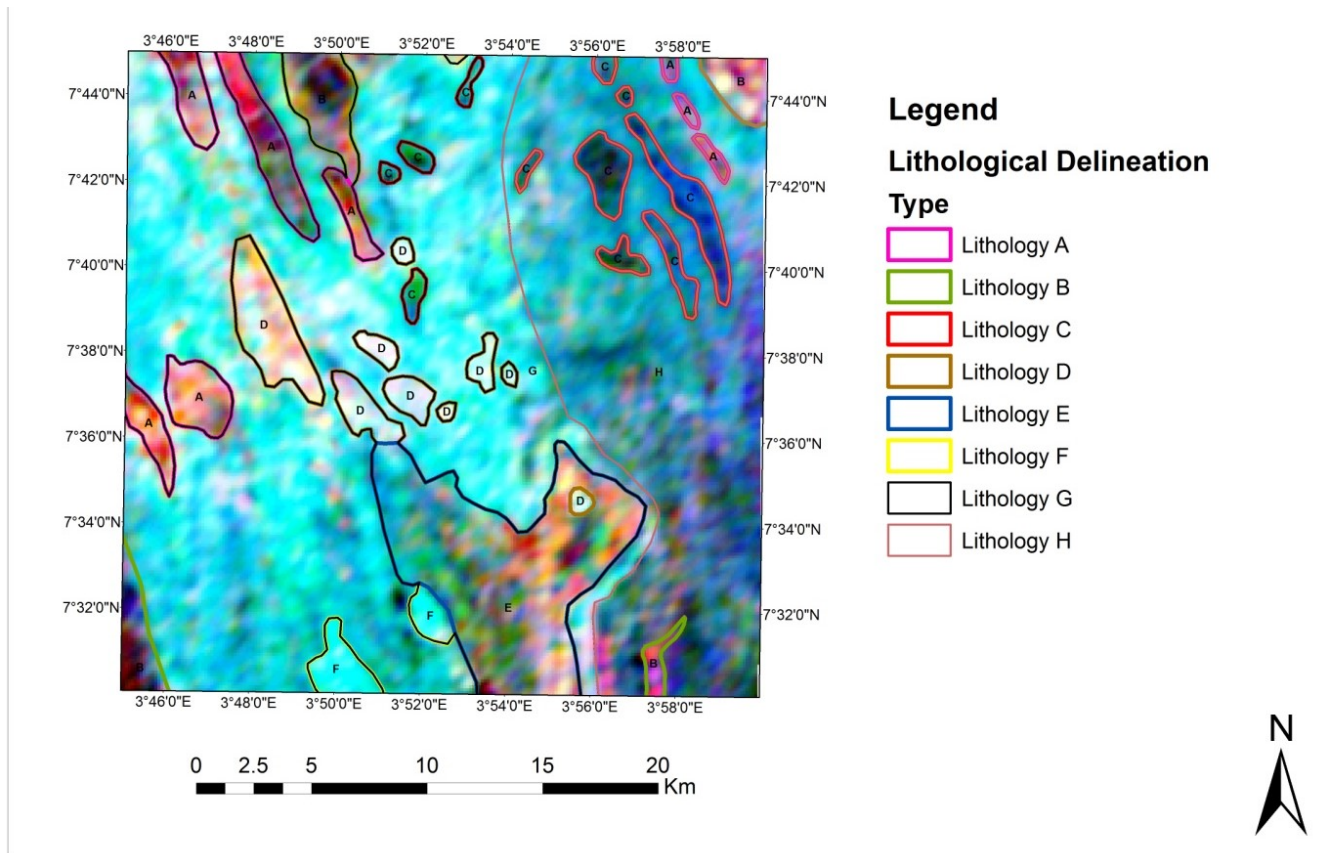 3°46'0"E 3°48'0"E 3°50'0"E 3°52'0"E 3°54'0"E 3°56'0"E 3°58'0"E
C A B
7°44'0"N A B C C A 7°44'0"N
A C C A
7°42'0"N C C C 7°42'0"N
A C
7°40'0"N D C C 7°40'0"N
C
D
7°38'0"N D D D G H 7°38'0"N
A D D D
A
7°36'0"N 7°36'0"N
D
7°34'0"N 7°34'0"N
7°32'0"N F E 7°32'0"N
B F B
3°46'0"E 3°48'0"E 3°50'0"E 3°52'0"E 3°54'0"E 3°56'0"E 3°58'0"E
0 2.5 5 10 15 20
Km
Legend
Lithological Delineation
Type
Lithology A
Lithology B
Lithology C
Lithology D
Lithology E
Lithology F
Lithology G
Lithology H
N